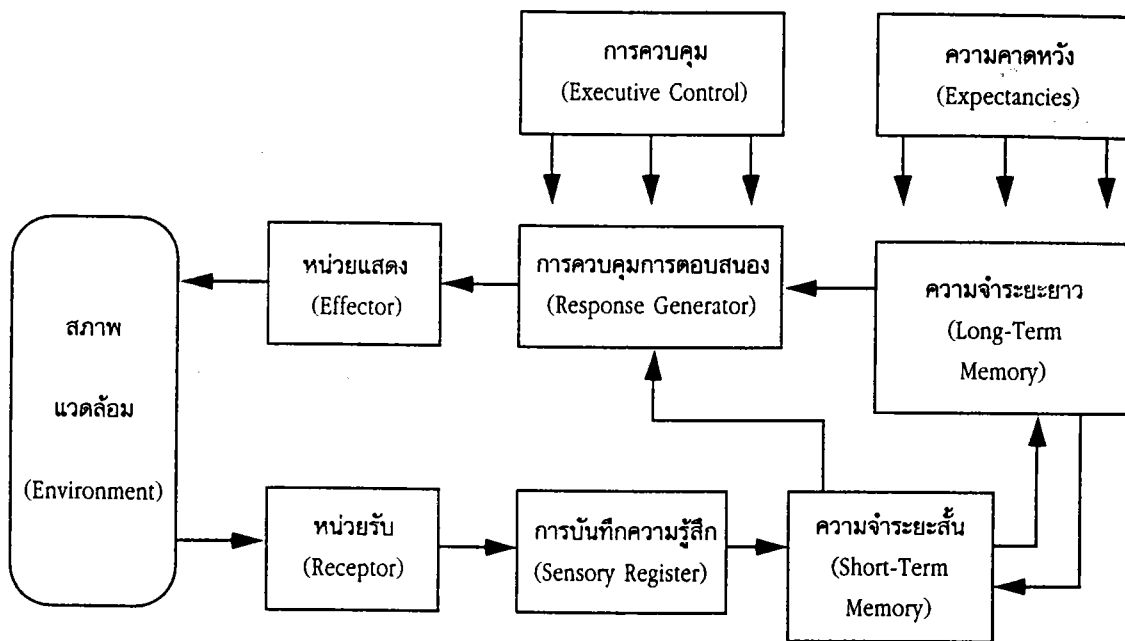 การควบคุม
(Executive Control)
ความคาดหวัง
(Expectancies)
สภาพ
แวดล้อม
(Environment)
หน่วยแสดง
(Effector)
การควบคุมการตอบสนอง
(Response Generator)
ความจำระยะยาว
(Long-Term
Memory)
หน่วยรับ
(Receptor)
การบันทึกความรู้สึก
(Sensory Register)
ความจำระยะสั้น
(Short-Term
Memory)